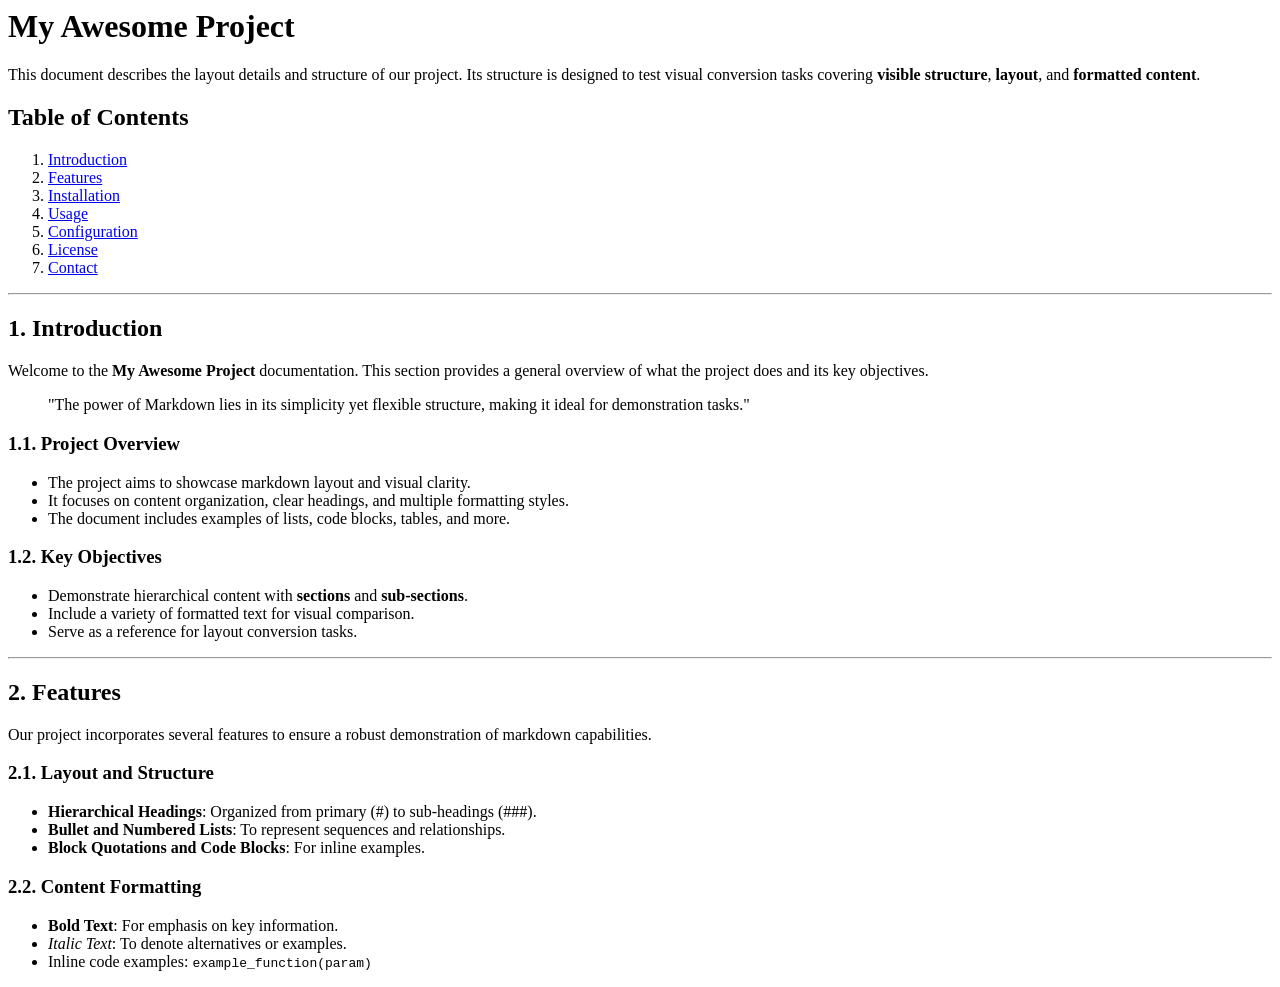 My Awesome Project
This document describes the layout details and structure of our project. Its structure is designed to test visual conversion tasks covering visible structure, layout, and formatted content.
Table of Contents
1. Introduction
2. Features
3. Installation
4. Usage
5. Configuration
6. License
7. Contact
1. Introduction
Welcome to the My Awesome Project documentation. This section provides a general overview of what the project does and its key objectives.
"The power of Markdown lies in its simplicity yet flexible structure, making it ideal for demonstration tasks."
1.1. Project Overview
• The project aims to showcase markdown layout and visual clarity.
• It focuses on content organization, clear headings, and multiple formatting styles.
• The document includes examples of lists, code blocks, tables, and more.
1.2. Key Objectives
• Demonstrate hierarchical content with sections and sub-sections.
• Include a variety of formatted text for visual comparison.
• Serve as a reference for layout conversion tasks.
2. Features
Our project incorporates several features to ensure a robust demonstration of markdown capabilities.
2.1. Layout and Structure
• Hierarchical Headings: Organized from primary (#) to sub-headings (###).
• Bullet and Numbered Lists: To represent sequences and relationships.
• Block Quotations and Code Blocks: For inline examples.
2.2. Content Formatting
• Bold Text: For emphasis on key information.
• Italic Text: To denote alternatives or examples.
• Inline code examples: example_function(param)